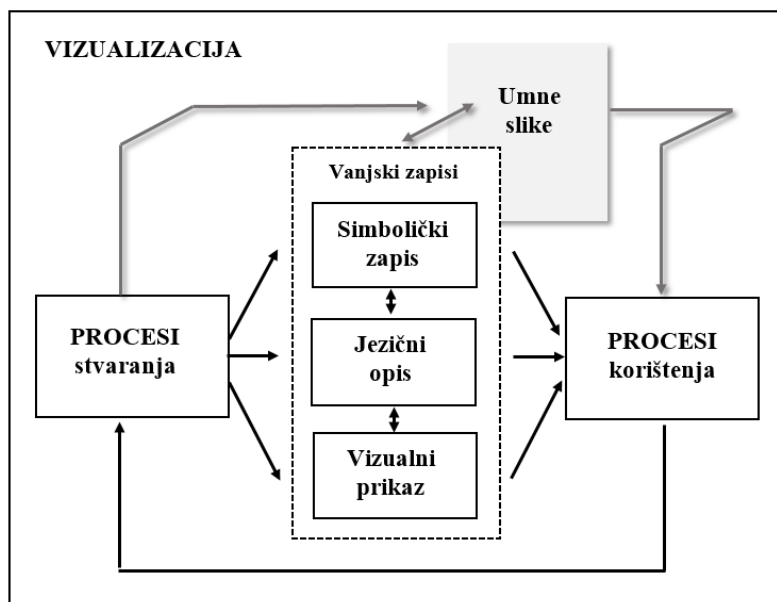 VIZUALIZACIJA
Umne
slike
Vanjski zapisi
Simbolički
zapis
PROCESI
stvaranja
Jezični
opis
PROCESI
korištenja
Vizualni
prikaz